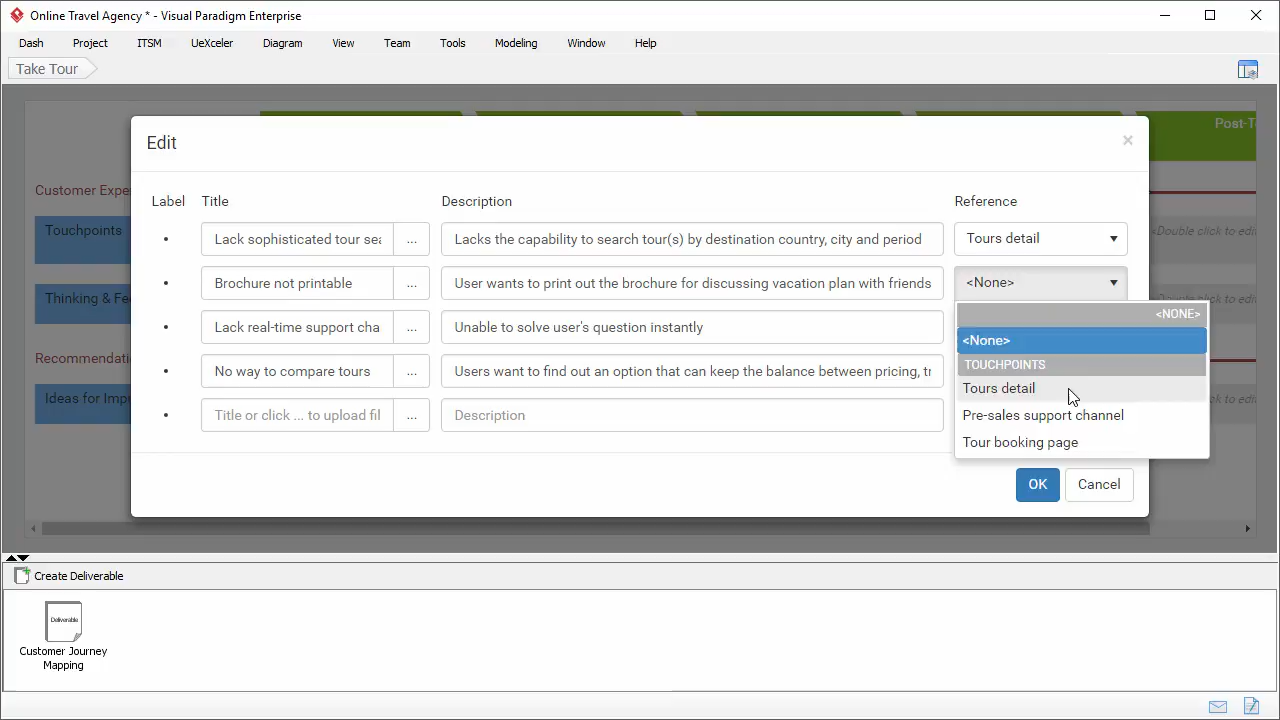 Online Travel Agency * - Visual Paradigm Enterprise
Dash Project ITSM UeXceler Diagram View Team Tools Modeling Window Help
Take Tour
Post-T
Edit ×
Customer Expe
Label Title Description Reference
Touchpoints
<Double click to edi
Lack sophisticated tour sea ... Lacks the capability to search tour(s) by destination country, city and period Tours detail
Brochure not printable ... User wants to print out the brochure for discussing vacation plan with friends <None>
Thinking & Fe
<NONE>
Lack real-time support cha ... Unable to solve user's question instantly
<None>
Recommendatio
TOUCHPOINTS
No way to compare tours ... Users want to find out an option that can keep the balance between pricing, tr
Tours detail
Ideas for Imp
Title or click ... to upload fil ... Description
Pre-sales support channel
Tour booking page
OK Cancel
Create Deliverable
Deliverable
Customer Journey
Mapping